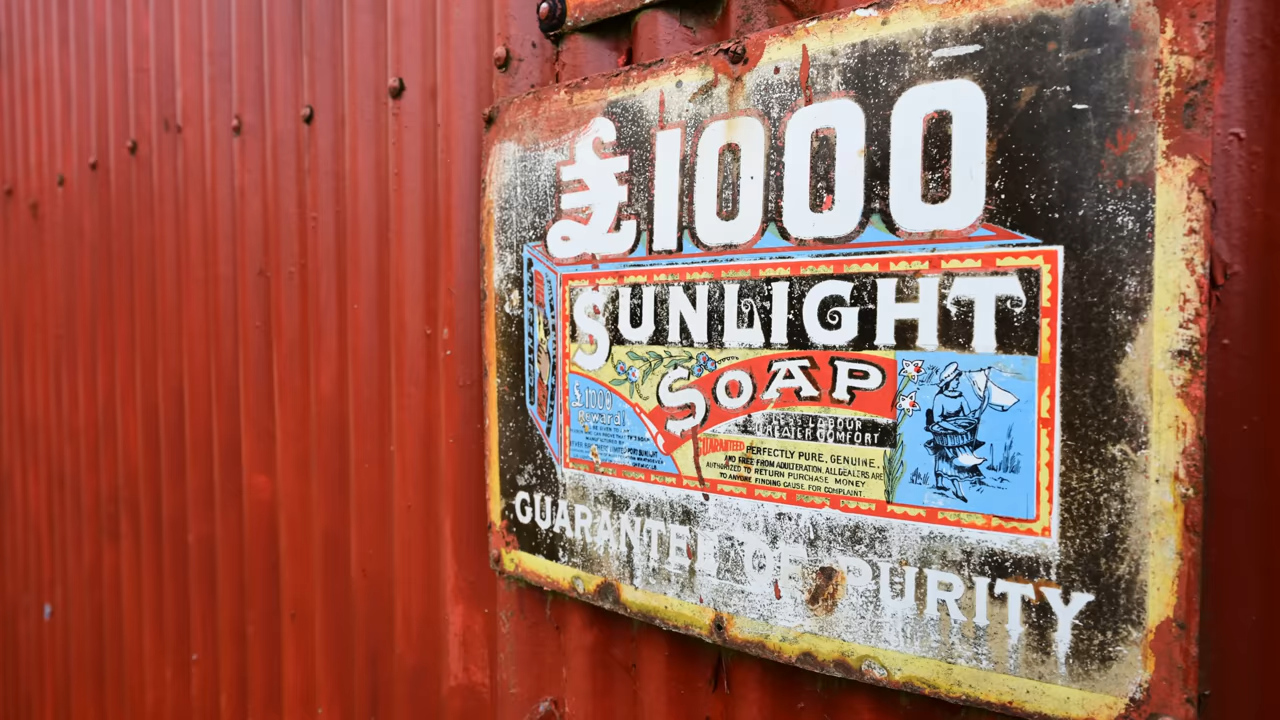 £1000
SUNLIGHT
SOAP
£1000
Reward!
LESS LABOUR
GREATER COMFORT
GUARANTEED PERFECTLY PURE, GENUINE,
AND FREE FROM ADULTERATION. ALL DEALERS ARE
AUTHORIZED TO RETURN PURCHASE MONEY
TO ANYONE FINDING CAUSE FOR COMPLAINT.
GUARANTEE OF PURITY